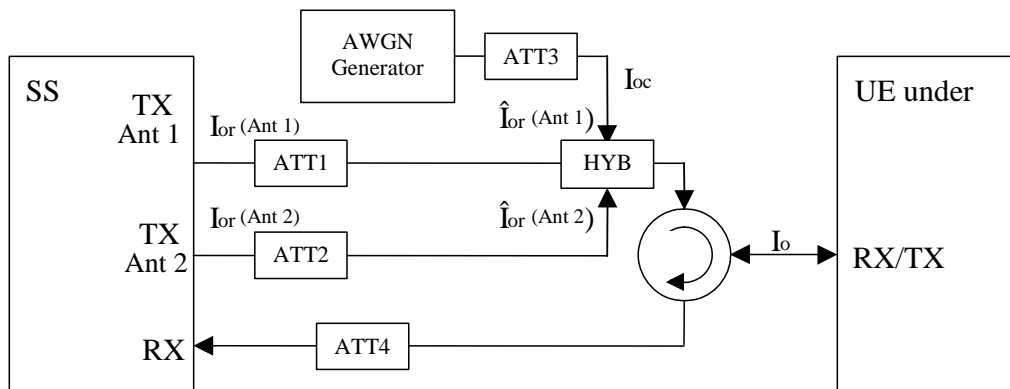 AWGN
Generator
ATT3
SS
UE under
Ioc
TX
Ant 1
Ior (Ant 1)
Îor (Ant 1)
ATT1
HYB
TX
Ant 2
Ior (Ant 2)
Îor (Ant 2)
ATT2
Io
RX/TX
RX
ATT4